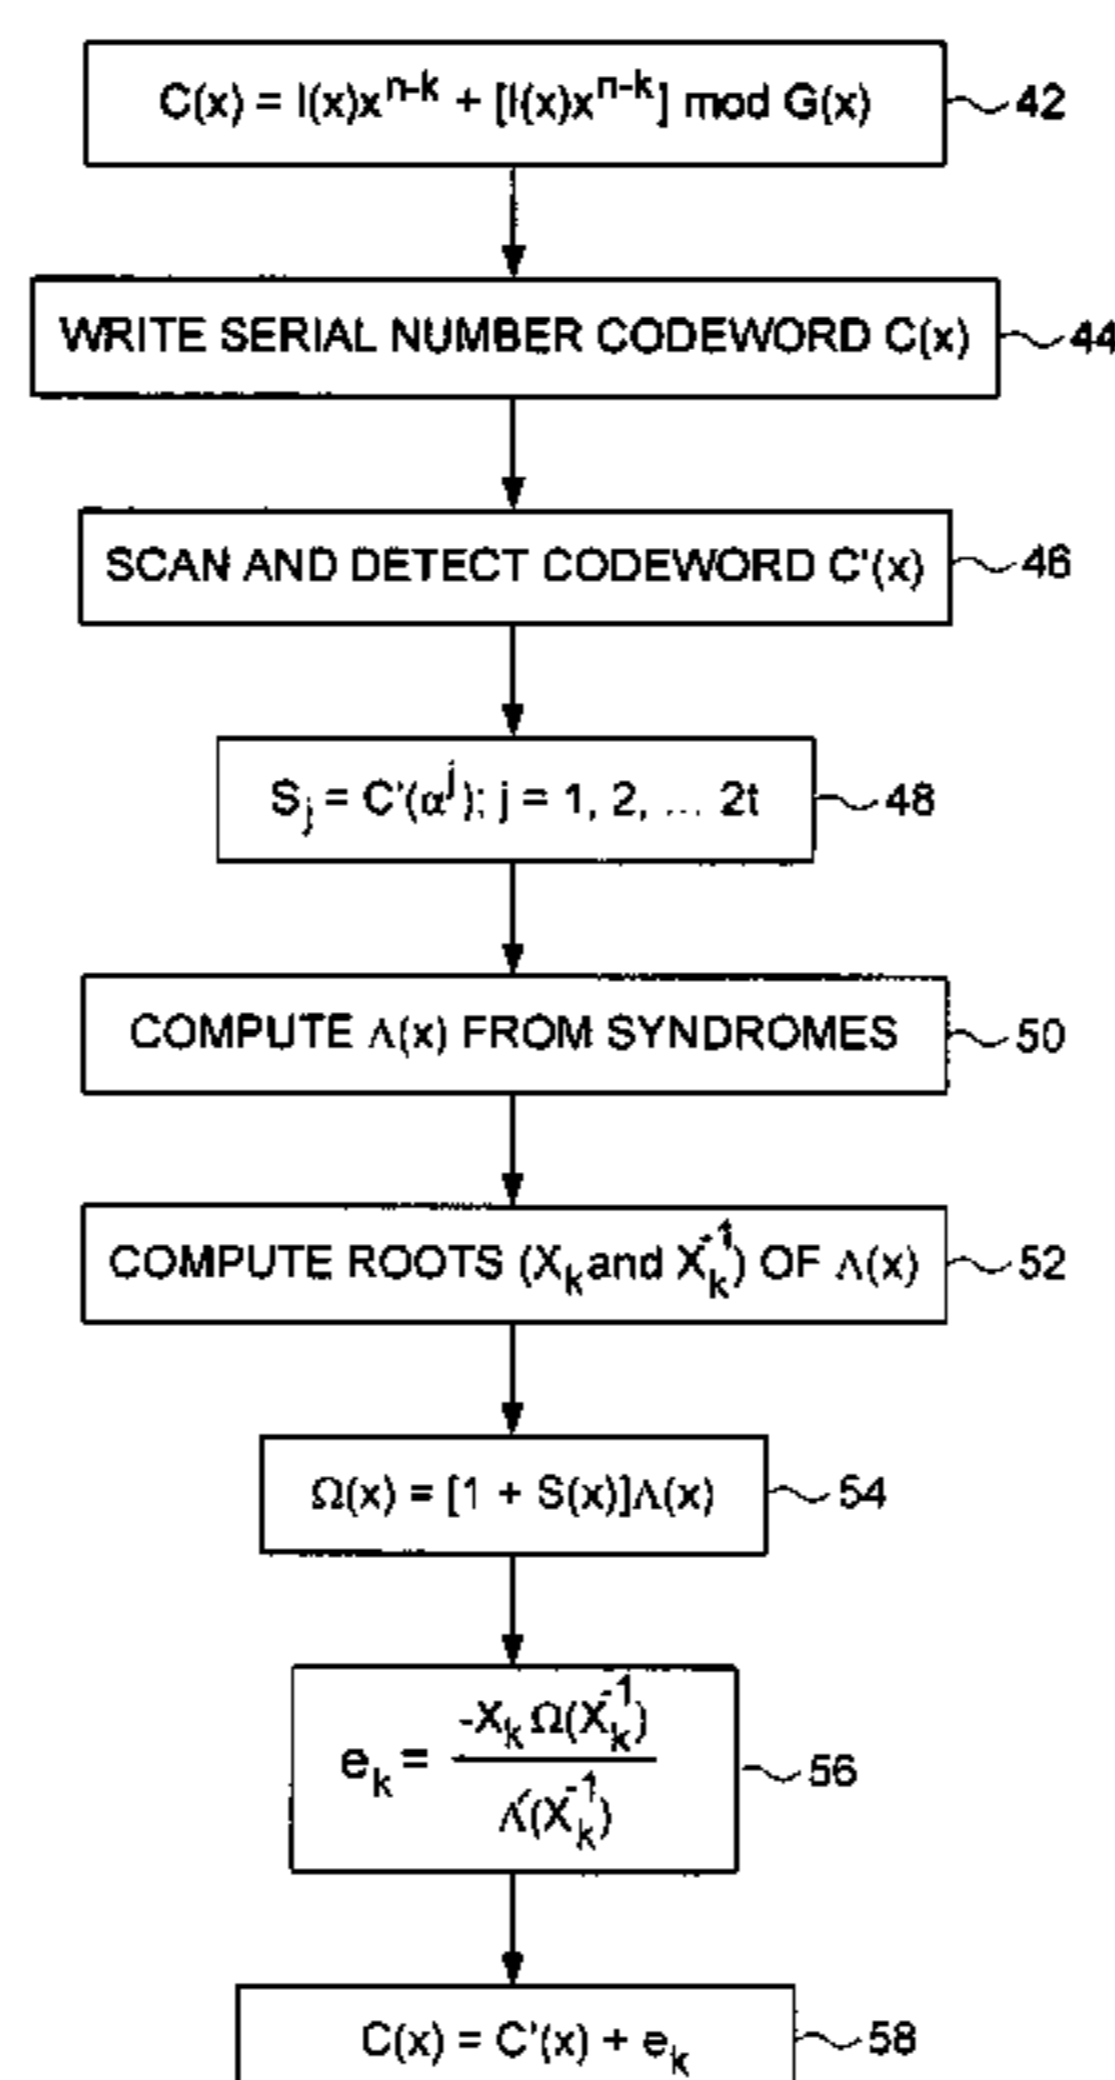 C(x) = I(x)x^{n-k} + [I(x)x^{n-k}] mod G(x) 42
WRITE SERIAL NUMBER CODEWORD C(x) 44
SCAN AND DETECT CODEWORD C'(x) 46
S_j = C'(α^j); j = 1, 2, ... 2t 48
COMPUTE Λ(x) FROM SYNDROMES 50
COMPUTE ROOTS (X_k and X_k^{-1}) OF Λ(x) 52
Ω(x) = [1 + S(x)]Λ(x) 54
e_k = \frac{-X_k Ω(X_k^{-1})}{Λ'(X_k^{-1})} 56
C(x) = C'(x) + e_k 58